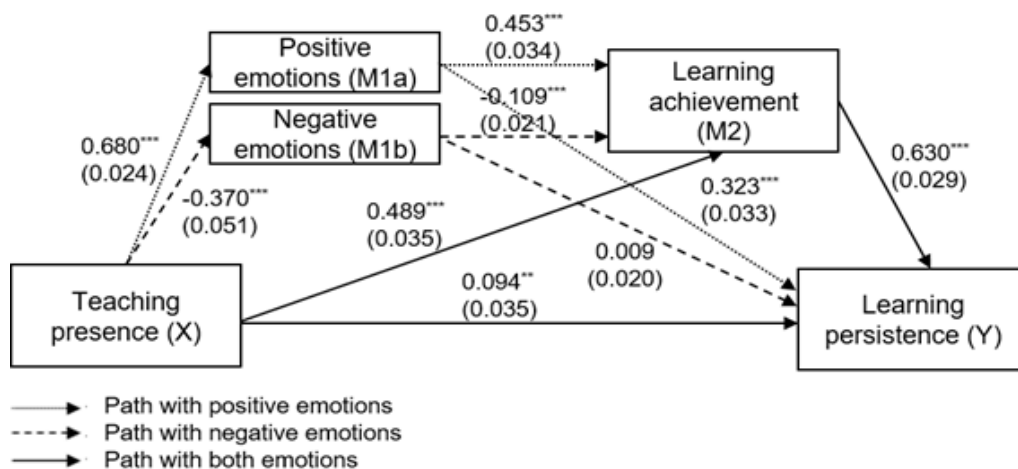 0.453***
(0.034)
Positive
emotions (M1a)
Learning
achievement
(M2)
-0.109***
(0.021)
Negative
emotions (M1b)
0.680***
(0.024)
0.630***
(0.029)
-0.370***
(0.051)
0.323***
(0.033)
0.489***
(0.035)
0.009
(0.020)
Teaching
presence (X)
0.094**
(0.035)
Learning
persistence (Y)
Path with positive emotions
Path with negative emotions
Path with both emotions